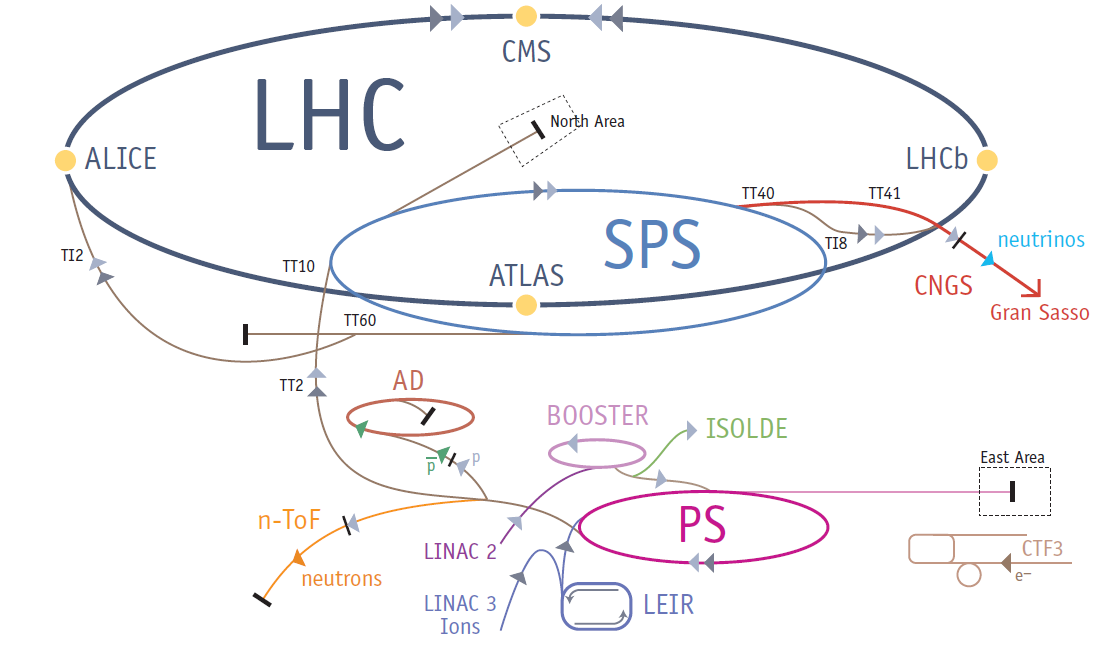 CMS
LHC
North Area
ALICE
LHCb
TT40
TT41
SPS
TI2
TT10
ATLAS
TI8
neutrinos
CNGS
Gran Sasso
TT60
TT2
AD
BOOSTER
ISOLDE
p
p̅
East Area
n-ToF
PS
LINAC 2
CTF3
neutrons
e−
LINAC 3
Ions
LEIR